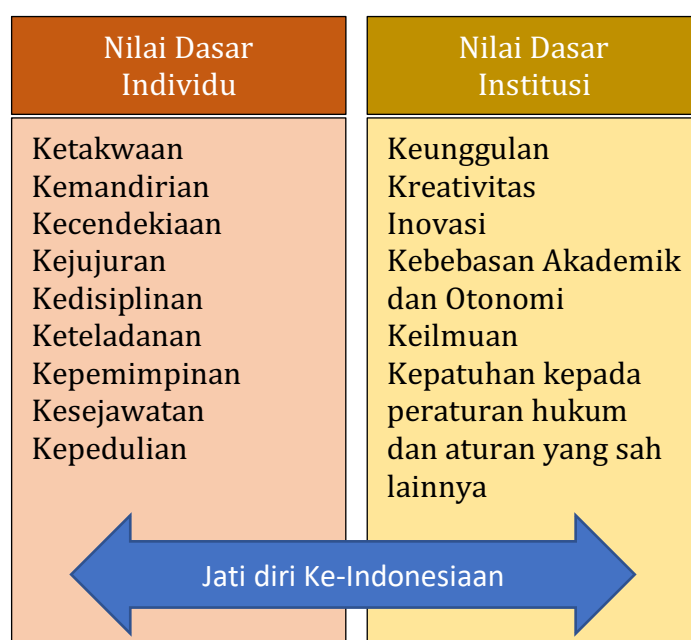 Nilai Dasar
Individu
Ketakwaan
Kemandirian
Kecendekiaan
Kejujuran
Kedisiplinan
Keteladanan
Kepemimpinan
Kesejawatan
Kepedulian
Nilai Dasar
Institusi
Keunggulan
Kreativitas
Inovasi
Kebebasan Akademik
dan Otonomi
Keilmuan
Kepatuhan kepada
peraturan hukum
dan aturan yang sah
lainnya
Jati diri Ke-Indonesiaan